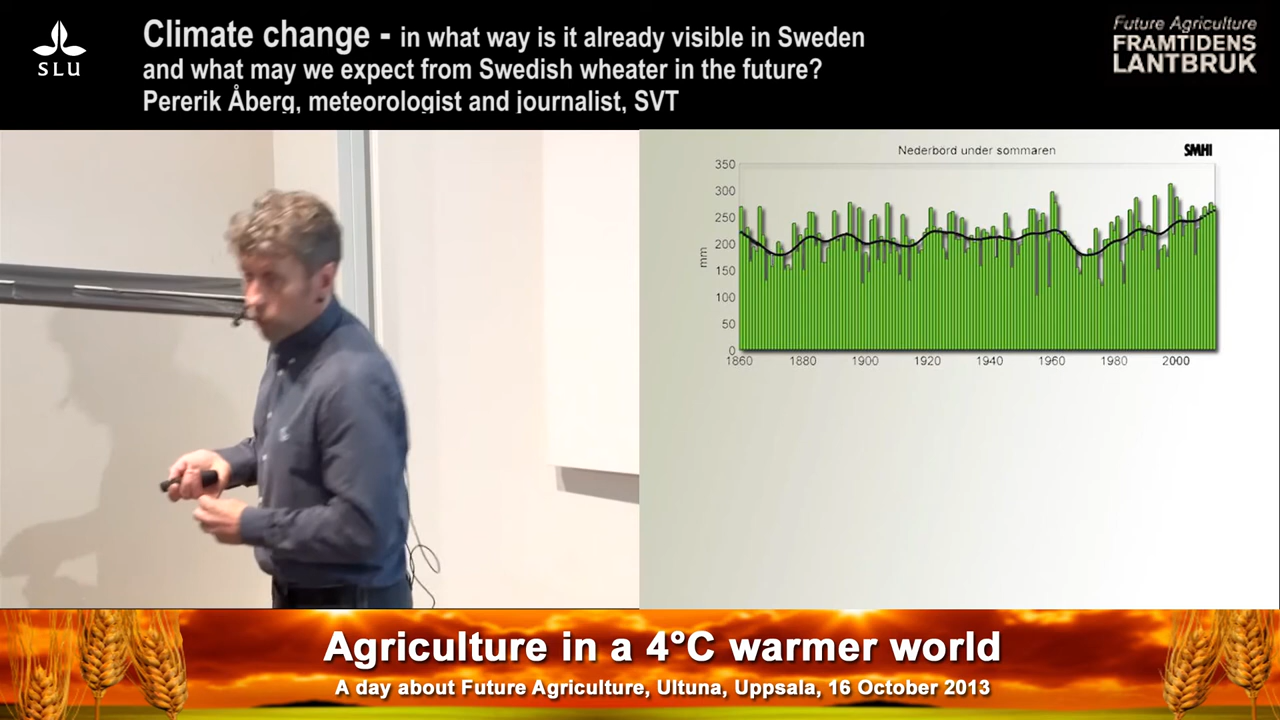 SLU
Climate change - in what way is it already visible in Sweden
and what may we expect from Swedish wheater in the future?
Pererik Åberg, meteorologist and journalist, SVT
Future Agriculture
FRAMTIDENS
LANTBRUK
Nederbörd under sommaren
SMHI
350
300
250
200
150
100
50
0
mm
1860 1880 1900 1920 1940 1960 1980 2000
Agriculture in a 4°C warmer world
A day about Future Agriculture, Ultuna, Uppsala, 16 October 2013